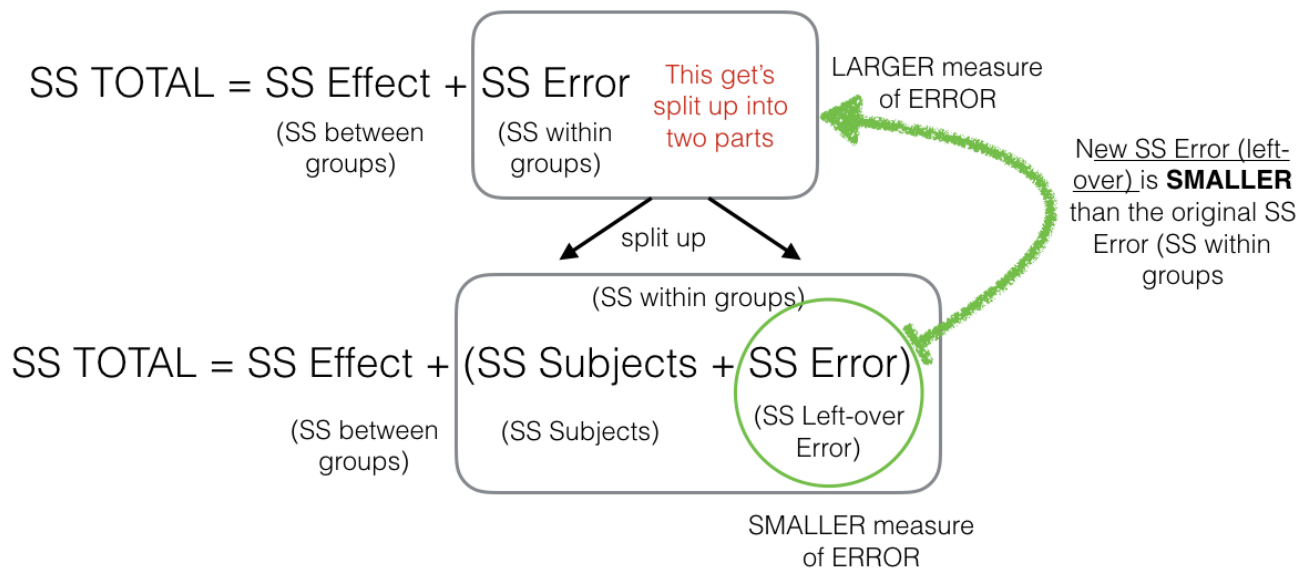 SS TOTAL = SS Effect + SS Error
(SS between
groups)
(SS within
groups)
This get's
split up into
two parts
LARGER measure
of ERROR
New SS Error (left-
over) is SMALLER
than the original SS
Error (SS within
groups
split up
(SS within groups)
SS TOTAL = SS Effect + (SS Subjects + SS Error)
(SS between
groups)
(SS Subjects)
(SS Left-over
Error)
SMALLER measure
of ERROR